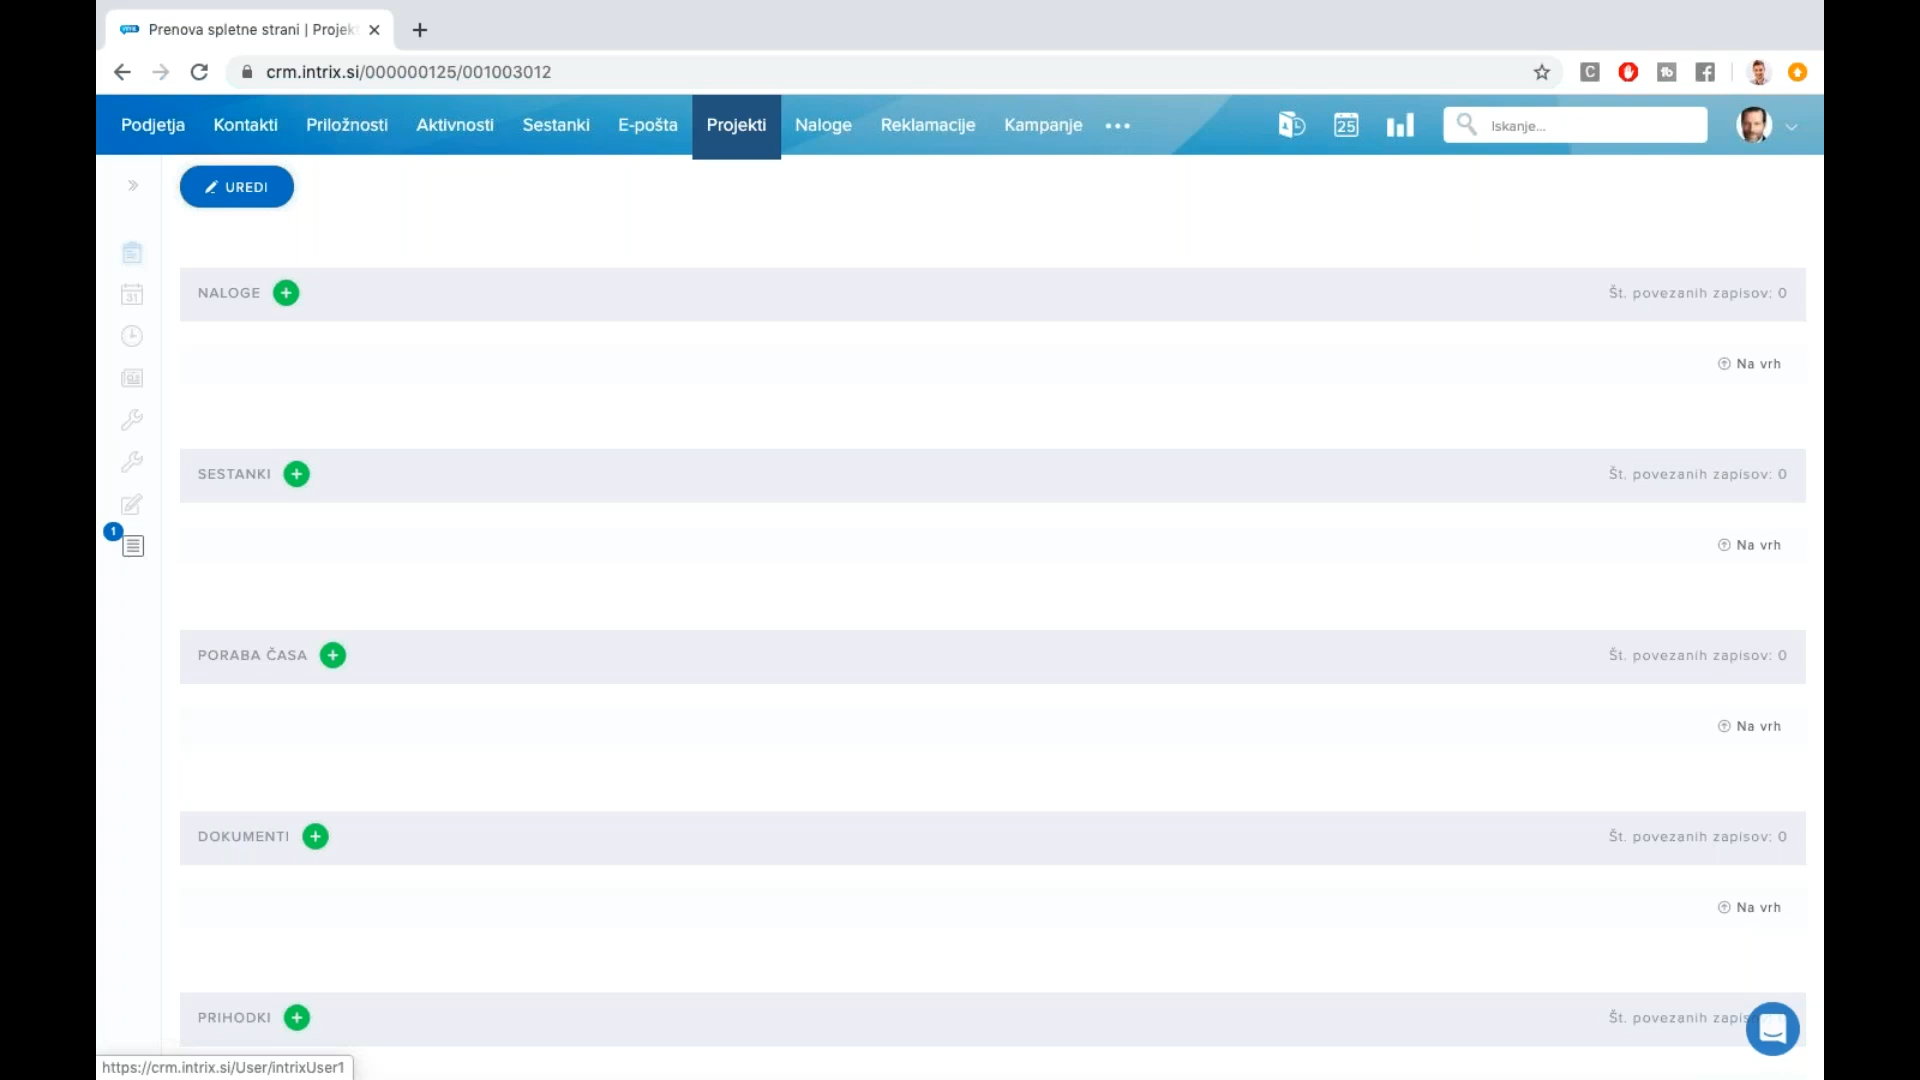 Prenova spletne strani | Projek
crm.intrix.si/000000125/001003012
Podjetja Kontakti Priložnosti Aktivnosti Sestanki E-pošta Projekti Naloge Reklamacije Kampanje
25
Iskanje...
UREDI
31
NALOGE
Št. povezanih zapisov: 0
Na vrh
SESTANKI
Št. povezanih zapisov: 0
1
Na vrh
PORABA ČASA
Št. povezanih zapisov: 0
Na vrh
DOKUMENTI
Št. povezanih zapisov: 0
Na vrh
PRIHODKI
Št. povezanih zapis
https://crm.intrix.si/User/intrixUser1